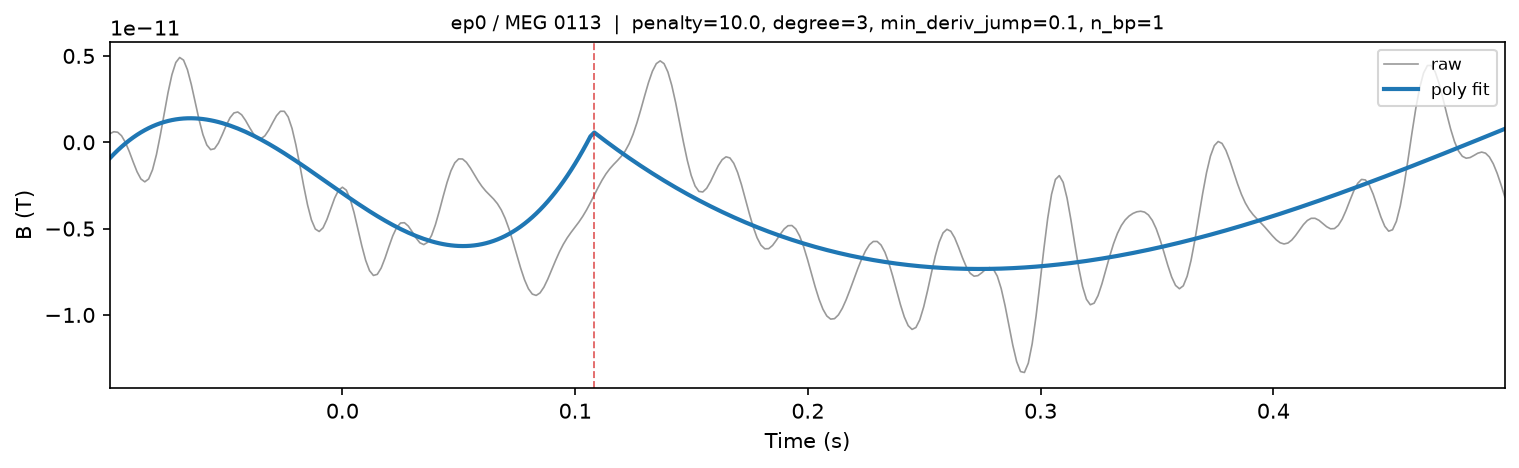 ep0 / MEG 0113 | penalty=10.0, degree=3, min_deriv_jump=0.1, n_bp=1
1e−11
raw
poly fit
0.5
0.0
−0.5
−1.0
B (T)
0.0 0.1 0.2 0.3 0.4
Time (s)